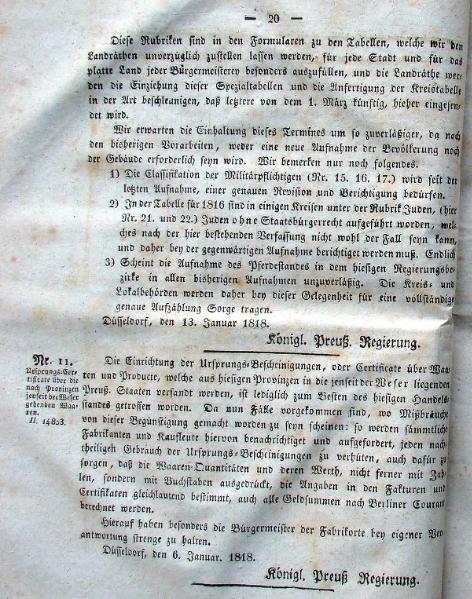 — 20 —
Diese Rubriken sind in den Formularen zu den Tabellen, welche wir den
Landräthen unverzüglich zustellen lassen werden, für jede Stadt und für das
platte Land jeder Bürgermeisterey besonders auszufüllen, und die Landräthe wer-
den die Einziehung dieser Spezialtabellen und die Anfertigung der Kreistabelle
in der Art beschleunigen, daß letztere von dem 1. März künftig, hieher eingesen-
det wird.
Wir erwarten die Einhaltung dieses Termines um so zuverläßiger, da nach
den bisherigen Vorarbeiten, weder eine neue Aufnahme der Bevölkerung noch
der Gebäude erforderlich seyn wird. Wir bemerken nur noch folgendes.
1) Die Classifikation der Militärpflichtigen (Nr. 15. 16. 17.) wird seit der
letzten Aufnahme, einer genauen Revision und Berichtigung bedürfen.
2) In der Tabelle für 1816 sind in einigen Kreisen unter der Rubrik Juden, (hier
Nr. 21. und 22.) Juden ohne Staatsbürgerrecht aufgeführt worden, wel-
ches nach der hier bestehenden Verfassung nicht wohl der Fall seyn kann,
und daher bey der gegenwärtigen Aufnahme berichtiget werden muß. Endlich
3) Scheint die Aufnahme des Pferdestandes in dem hiesigen Regierungsbe-
zirke in allen bisherigen Aufnahmen unzuverläßig. Die Kreis- und
Lokalbehörden werden daher bey dieser Gelegenheit für eine vollständige
genaue Aufzählung Sorge tragen.
Düsseldorf, den 13. Januar 1818.
Königl. Preuß. Regierung.
Nr. 11.
Ursprungs-Cer-
tificate über die
nach Provinzen
jenseit der Weser
gehenden Waa-
ren.
II. 14803.
Die Einrichtung der Ursprungs-Bescheinigungen, oder Certificate über Waa-
ren und Producte, welche aus hiesigen Provinzen in die jenseit der Weser liegenden
Preuß. Staaten versandt werden, ist lediglich zum Besten des hiesigen Handels-
standes getroffen worden. Da nun Fälle vorgekommen sind, wo Mißbräuche
von dieser Begünstigung gemacht worden zu seyn scheinen: so werden sämmtliche
Fabrikanten und Kaufleute hiervon benachrichtiget und aufgefordert, jeden nach-
theiligen Gebrauch der Ursprungs-Bescheinigungen zu verhüten, auch dafür zu
sorgen, daß die Waaren-Quantitäten und deren Werth, nicht ferner mit Zah-
len, sondern mit Buchstaben ausgedrückt, die Angaben in den Fakturen und
Certifikaten gleichlautend bestimmt, auch alle Geldsummen nach Berliner Courant
berechnet werden.
Hierauf haben besonders die Bürgermeister der Fabrikorte bey eigener Ver-
antwortung strenge zu halten.
Düsseldorf, den 6. Januar. 1818.
Königl. Preuß Regierung.